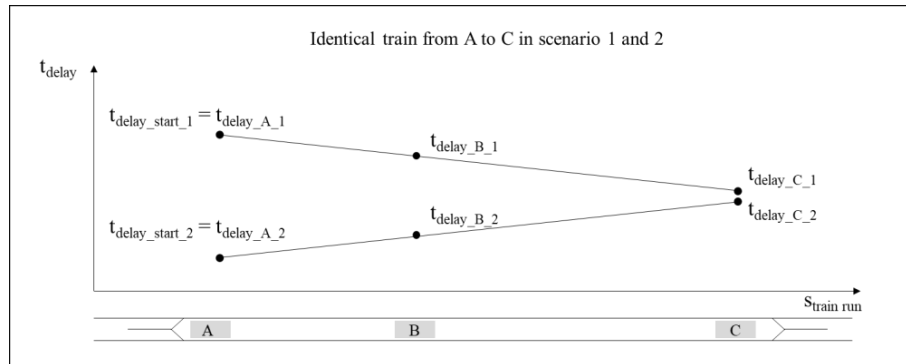 Identical train from A to C in scenario 1 and 2
t_delay
t_delay_start_1 = t_delay_A_1
t_delay_B_1
t_delay_C_1
t_delay_C_2
t_delay_B_2
t_delay_start_2 = t_delay_A_2
s_train run
A B C